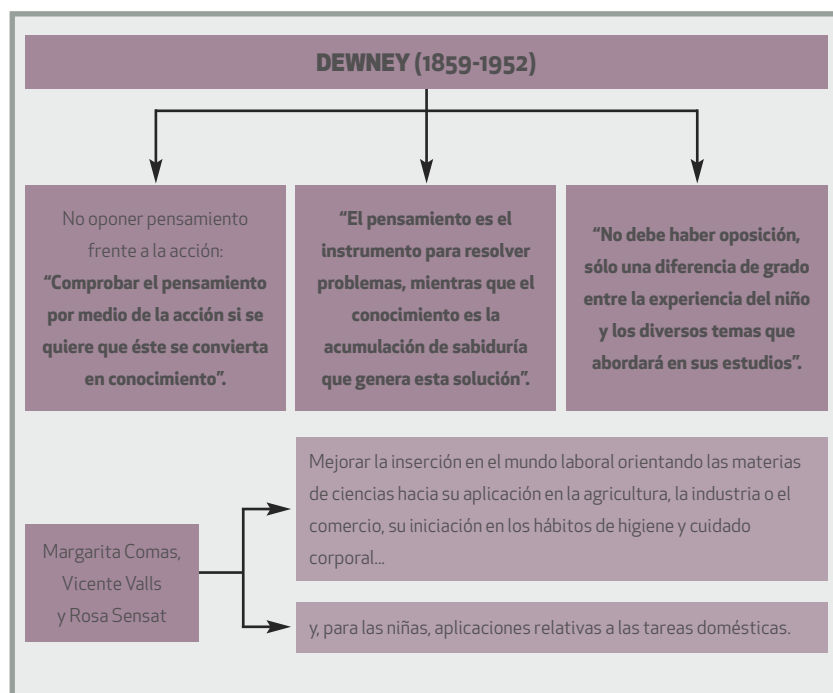 DEWNEY (1859-1952)
No oponer pensamiento
frente a la acción:
“Comprobar el pensamiento
por medio de la acción si se
quiere que éste se convierta
en conocimiento”.
“El pensamiento es el
instrumento para resolver
problemas, mientras que el
conocimiento es la
acumulación de sabiduría
que genera esta solución”.
“No debe haber oposición,
sólo una diferencia de grado
entre la experiencia del niño
y los diversos temas que
abordará en sus estudios”.
Margarita Comas,
Vicente Valls
y Rosa Sensat
Mejorar la inserción en el mundo laboral orientando las materias
de ciencias hacia su aplicación en la agricultura, la industria o el
comercio, su iniciación en los hábitos de higiene y cuidado
corporal...
y, para las niñas, aplicaciones relativas a las tareas domésticas.